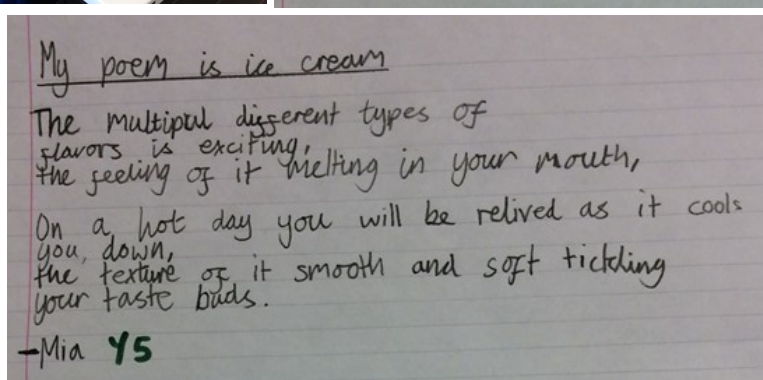 My poem is ice cream
The multipul different types of
flavors is exciting,
the feeling of it melting in your mouth,
On a hot day you will be relived as it cools
you down,
the texture of it smooth and soft tickling
your taste buds.
-Mia Y5